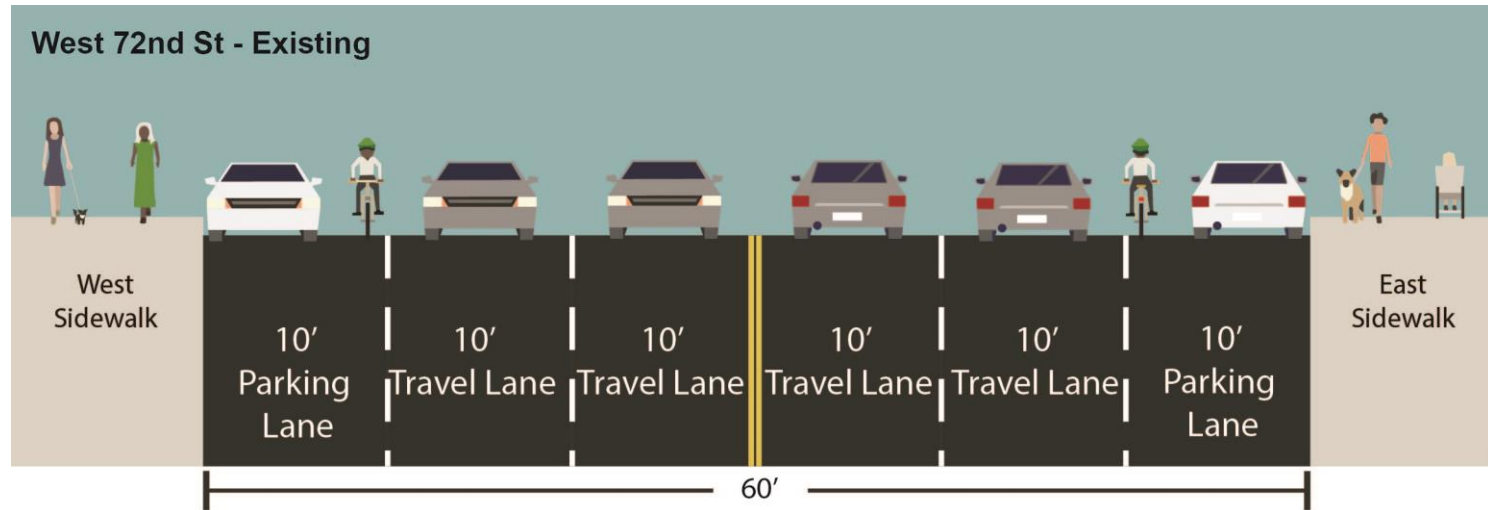 West 72nd St - Existing
West
Sidewalk
10’
Parking
Lane
10’
Travel Lane
10’
Travel Lane
10’
Travel Lane
10’
Travel Lane
10’
Parking
Lane
East
Sidewalk
60’